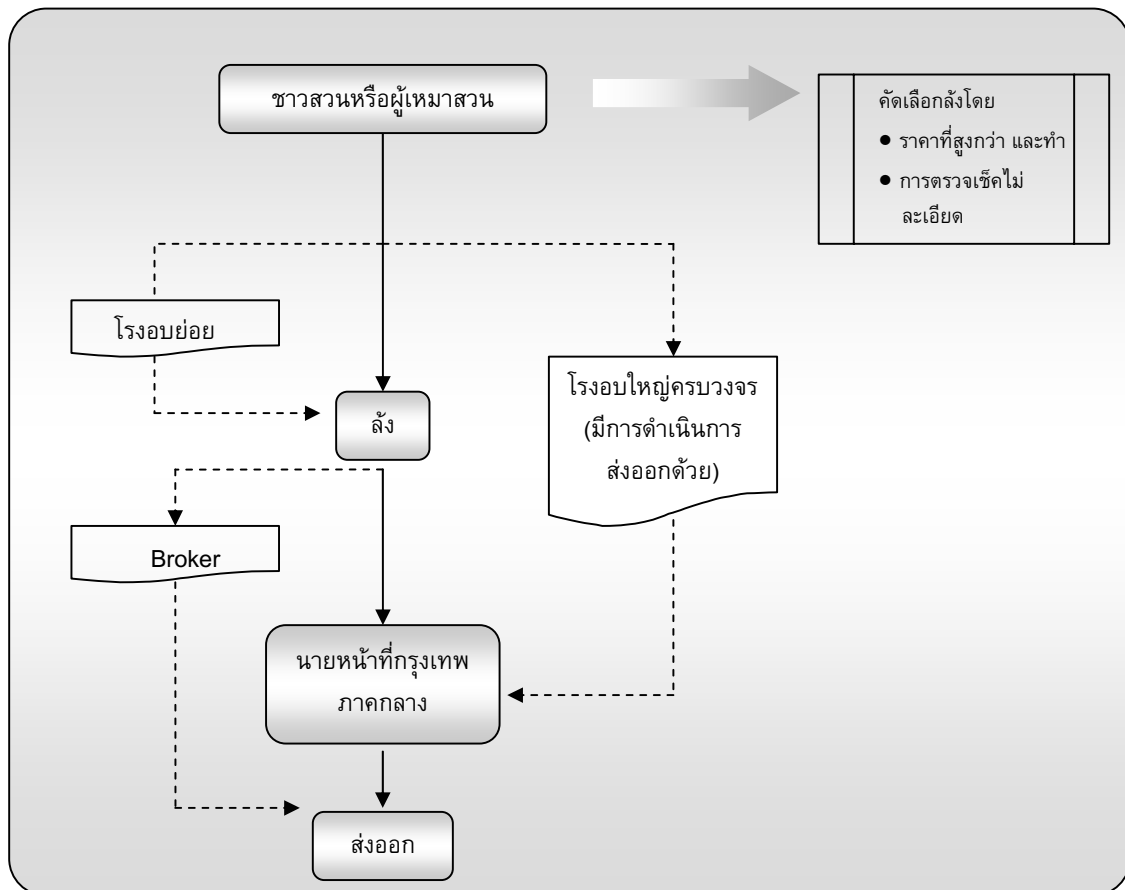 ชาวสวนหรือผู้เหมาสวน
คัดเลือกล้งโดย
● ราคาที่สูงกว่า และทำ
● การตรวจเช็คไม่
ละเอียด
โรงอบย่อย
โรงอบใหญ่ครบวงจร
(มีการดำเนินการ
ส่งออกด้วย)
ล้ง
Broker
นายหน้าที่กรุงเทพ
ภาคกลาง
ส่งออก